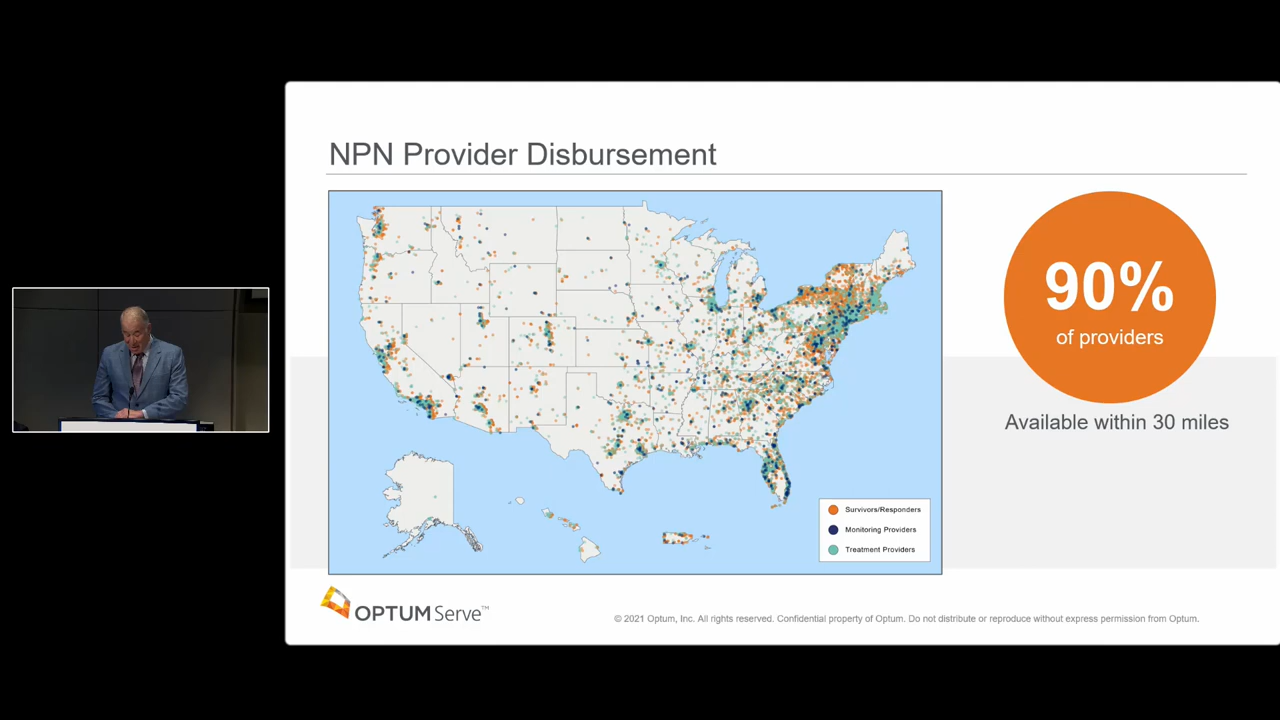 NPN Provider Disbursement
90%
of providers
Available within 30 miles
Survivors/Responders
Monitoring Providers
Treatment Providers
OPTUM Serve™
© 2021 Optum, Inc. All rights reserved. Confidential property of Optum. Do not distribute or reproduce without express permission from Optum.